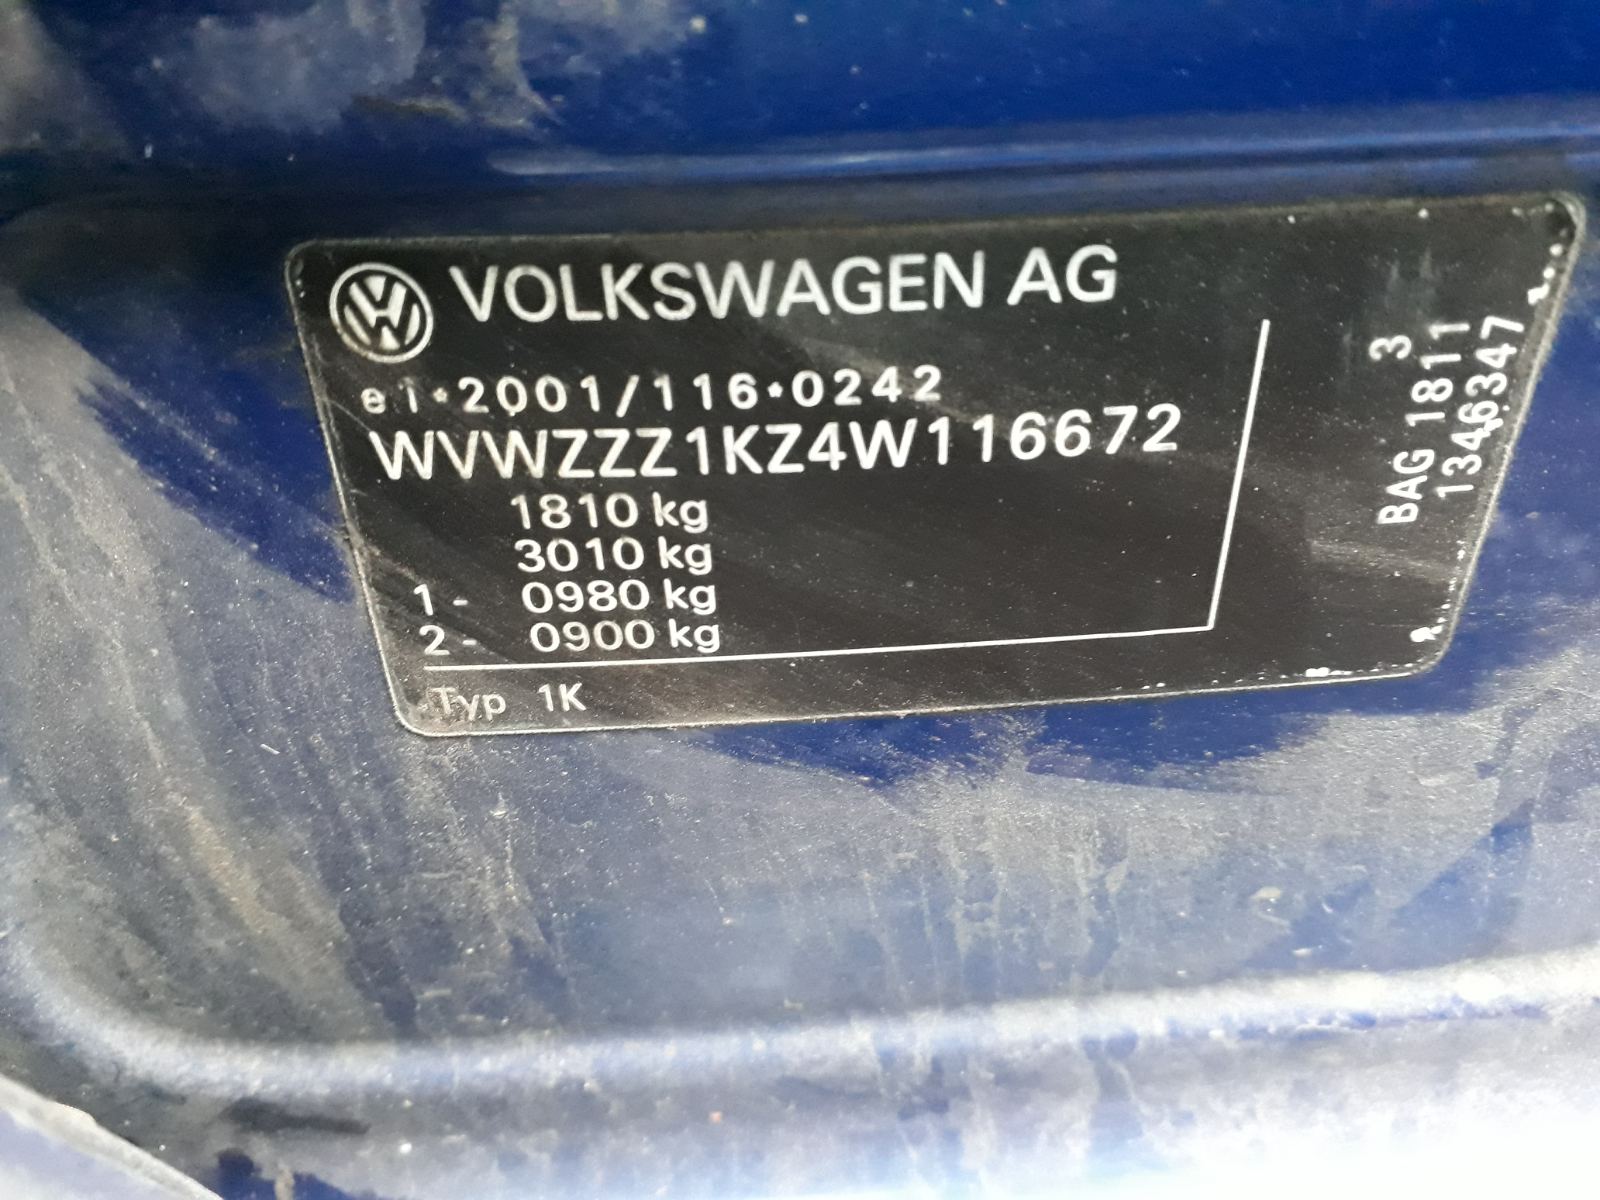 VOLKSWAGEN AG
e1*2001/116*0242
WVWZZZ1KZ4W116672
1810 kg
3010 kg
1- 0980 kg
2- 0900 kg
Typ 1K
3
BAG 1811
1346347